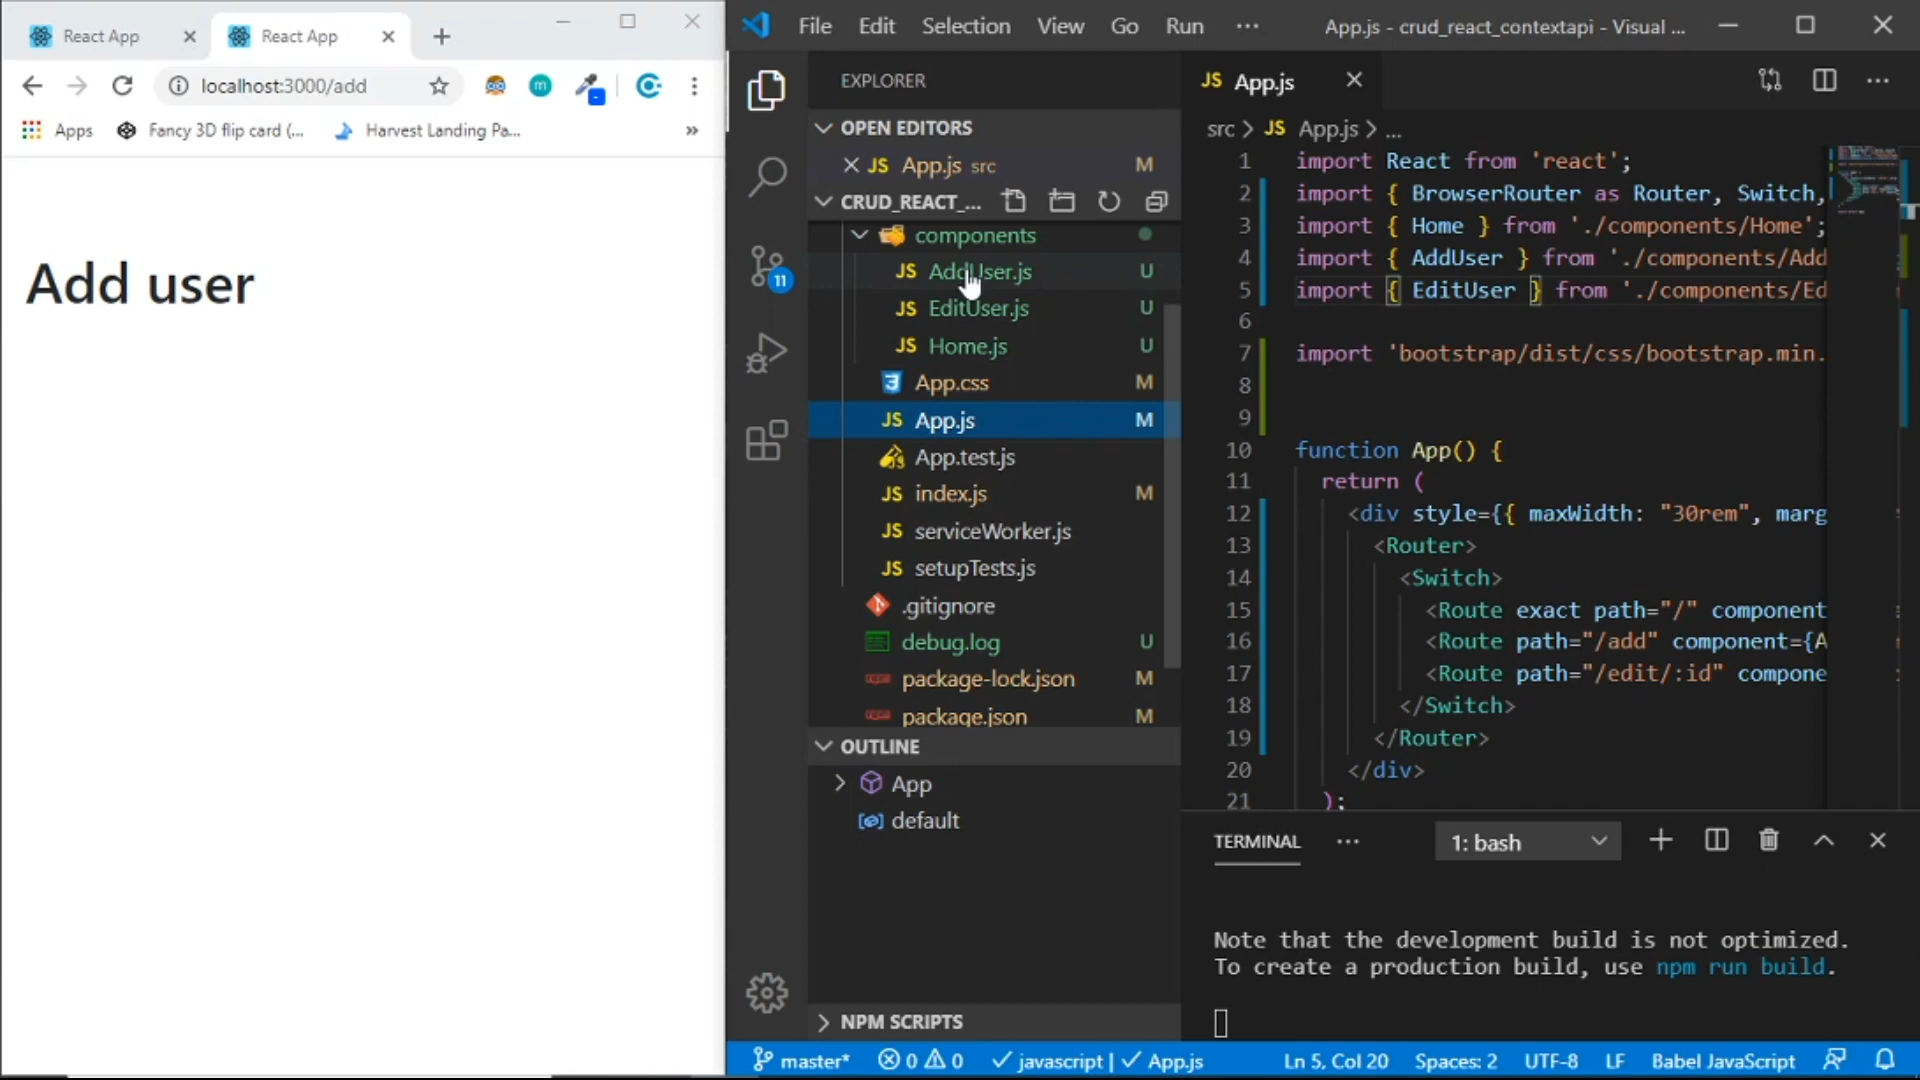 React App
React App
localhost:3000/add
Apps
Fancy 3D flip card (...
Harvest Landing Pa...
»
Add user
File Edit Selection View Go Run ···
App.js - crud_react_contextapi - Visual ...
EXPLORER
OPEN EDITORS
JS App.js src M
CRUD_REACT_...
components
JS AddUser.js U
JS EditUser.js U
JS Home.js U
App.css M
JS App.js M
App.test.js
JS index.js M
JS serviceWorker.js
JS setupTests.js
.gitignore
debug.log U
package-lock.json M
package.json M
OUTLINE
App
default
NPM SCRIPTS
11
JS App.js
src > JS App.js > ...
1 import React from 'react';
2 import { BrowserRouter as Router, Switch,
3 import { Home } from './components/Home';
4 import { AddUser } from './components/Add
5 import { EditUser } from './components/Ed
6
7 import 'bootstrap/dist/css/bootstrap.min.
8
9
10 function App() {
11 return (
12 <div style={{ maxWidth: "30rem", marg
13 <Router>
14 <Switch>
15 <Route exact path="/" component
16 <Route path="/add" component={A
17 <Route path="/edit/:id" compone
18 </Switch>
19 </Router>
20 </div>
21 );
TERMINAL ···
1: bash
Note that the development build is not optimized.
To create a production build, use npm run build.
master* 0 0 javascript | App.js
Ln 5, Col 20 Spaces: 2 UTF-8 LF Babel JavaScript